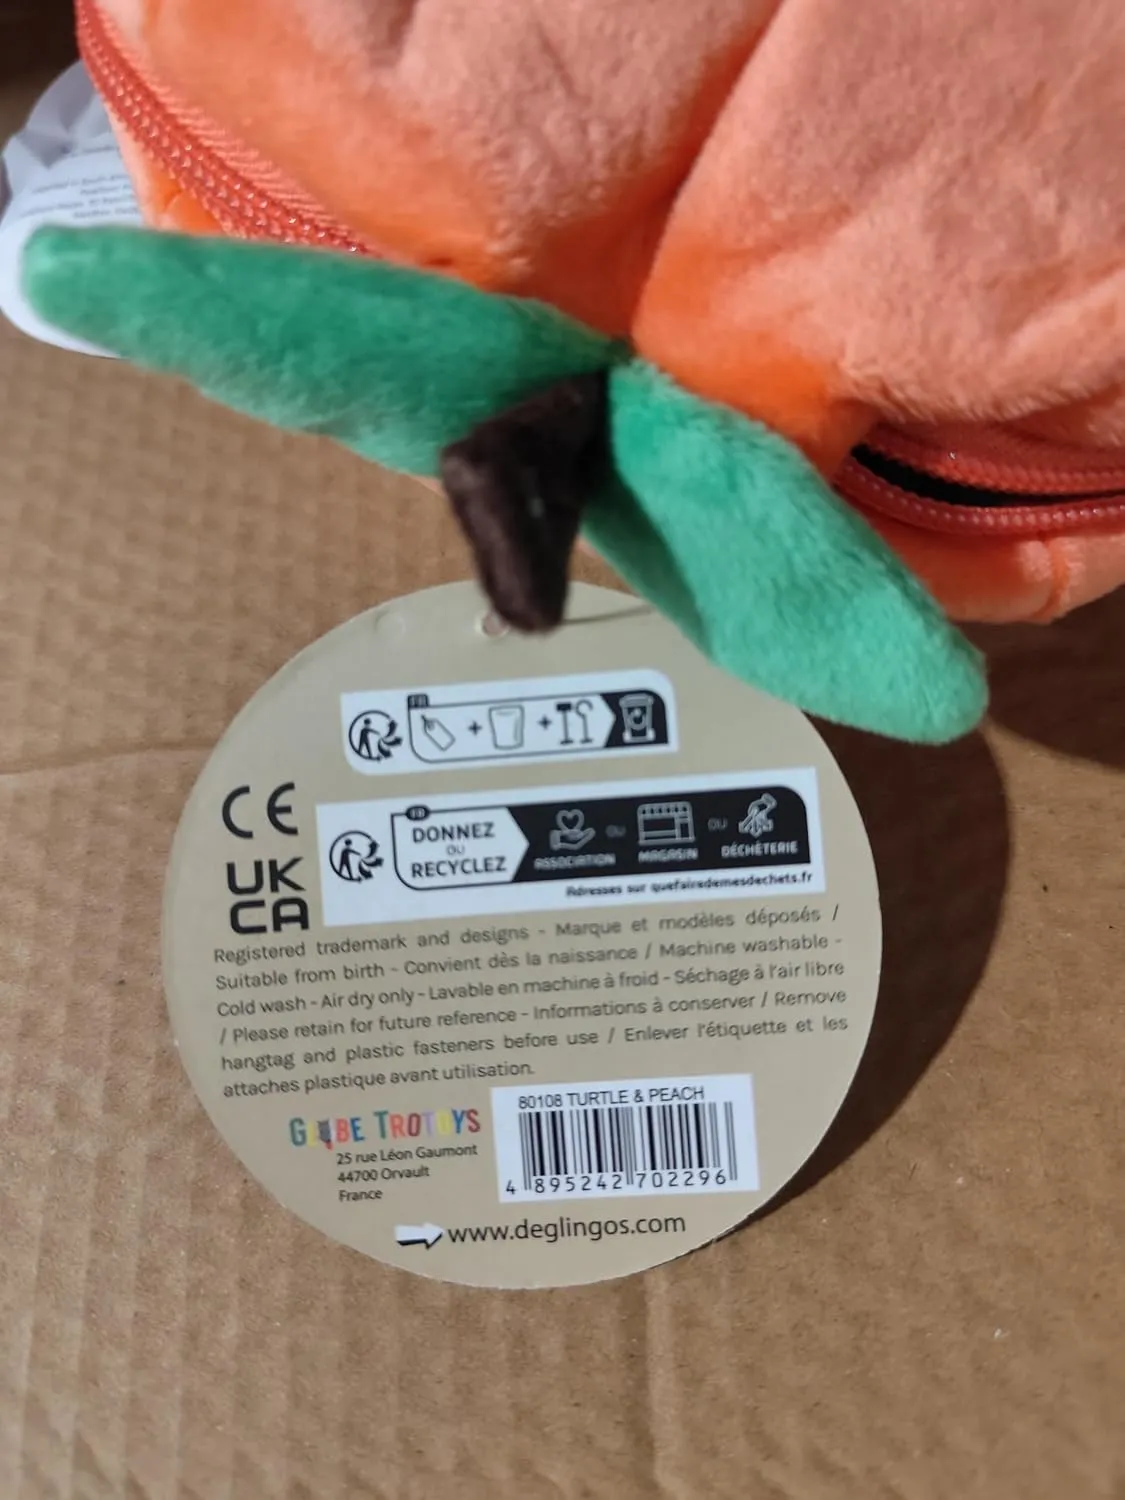 FR
+ +
CE
UK
CA
FR
DONNEZ
OU
RECYCLEZ
ASSOCIATION OU MAGASIN OU DÉCHÈTERIE
Adresses sur quefairedemesdechets.fr
Registered trademark and designs - Marque et modèles déposés /
Suitable from birth - Convient dès la naissance / Machine washable -
Cold wash - Air dry only - Lavable en machine à froid - Séchage à l'air libre
/ Please retain for future reference - Informations à conserver / Remove
hangtag and plastic fasteners before use / Enlever l'étiquette et les
attaches plastique avant utilisation.
GLOBE TROTOYS
25 rue Léon Gaumont
44700 Orvault
France
80108 TURTLE & PEACH
4 895242 702296
www.deglingos.com